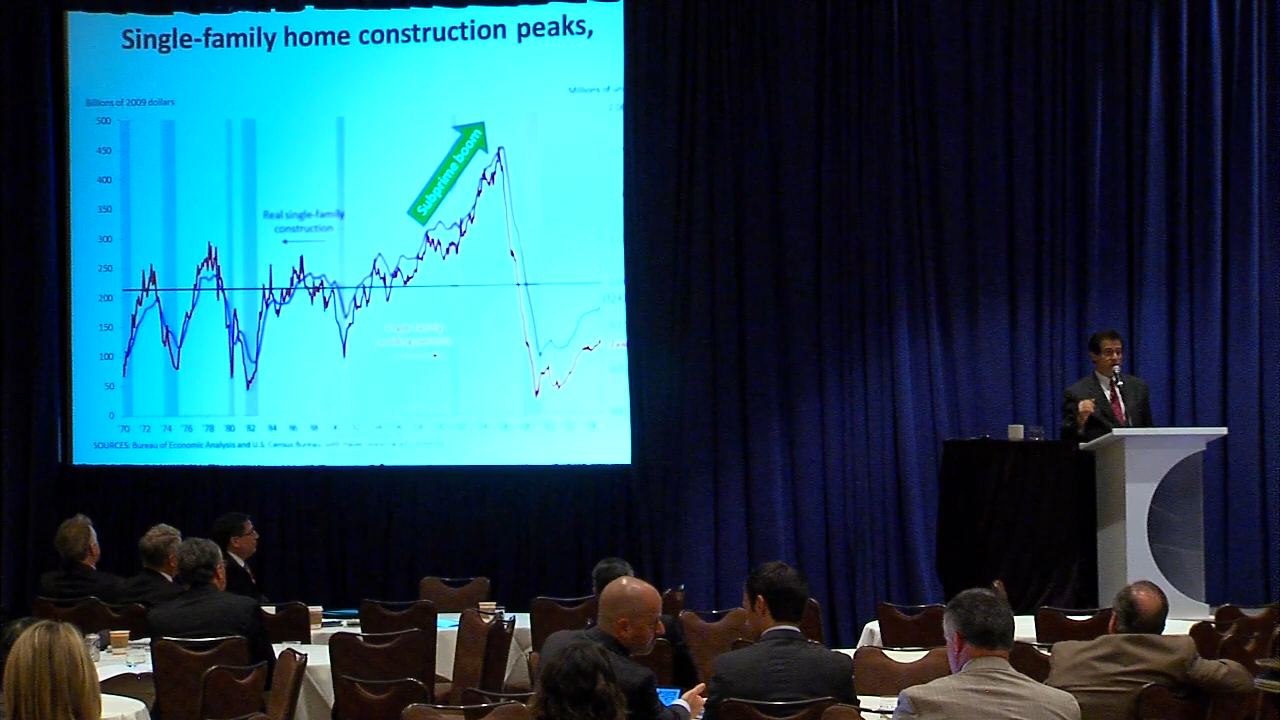 Single-family home construction peaks,
Billions of 2009 dollars
Millions of
500
450
400
350
300
250
200
150
100
50
0
Subprime boom
Real single-family
construction
'70 '72 '74 '76 '78 '80 '82 84 86 88
SOURCES: Bureau of Economic Analysis and U.S. Census Bureau